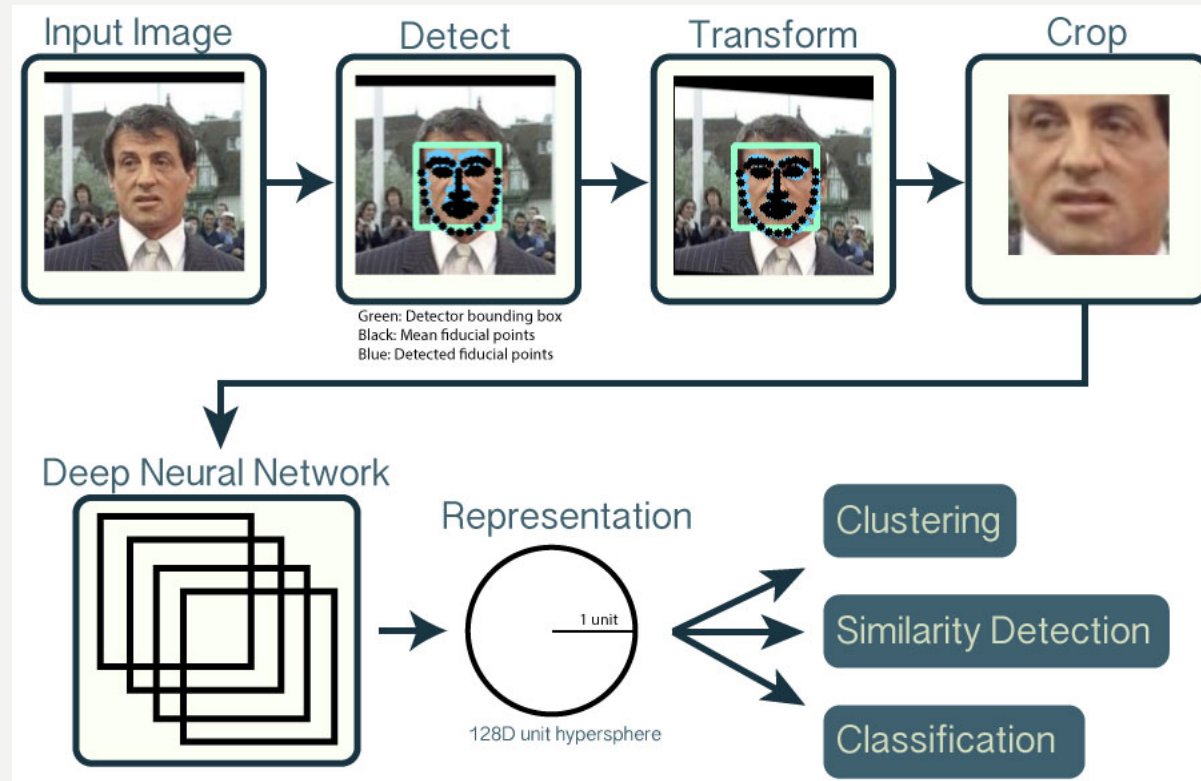 Input Image
Detect
Transform
Crop
Green: Detector bounding box
Black: Mean fiducial points
Blue: Detected fiducial points
Deep Neural Network
Representation
1 unit
128D unit hypersphere
Clustering
Similarity Detection
Classification